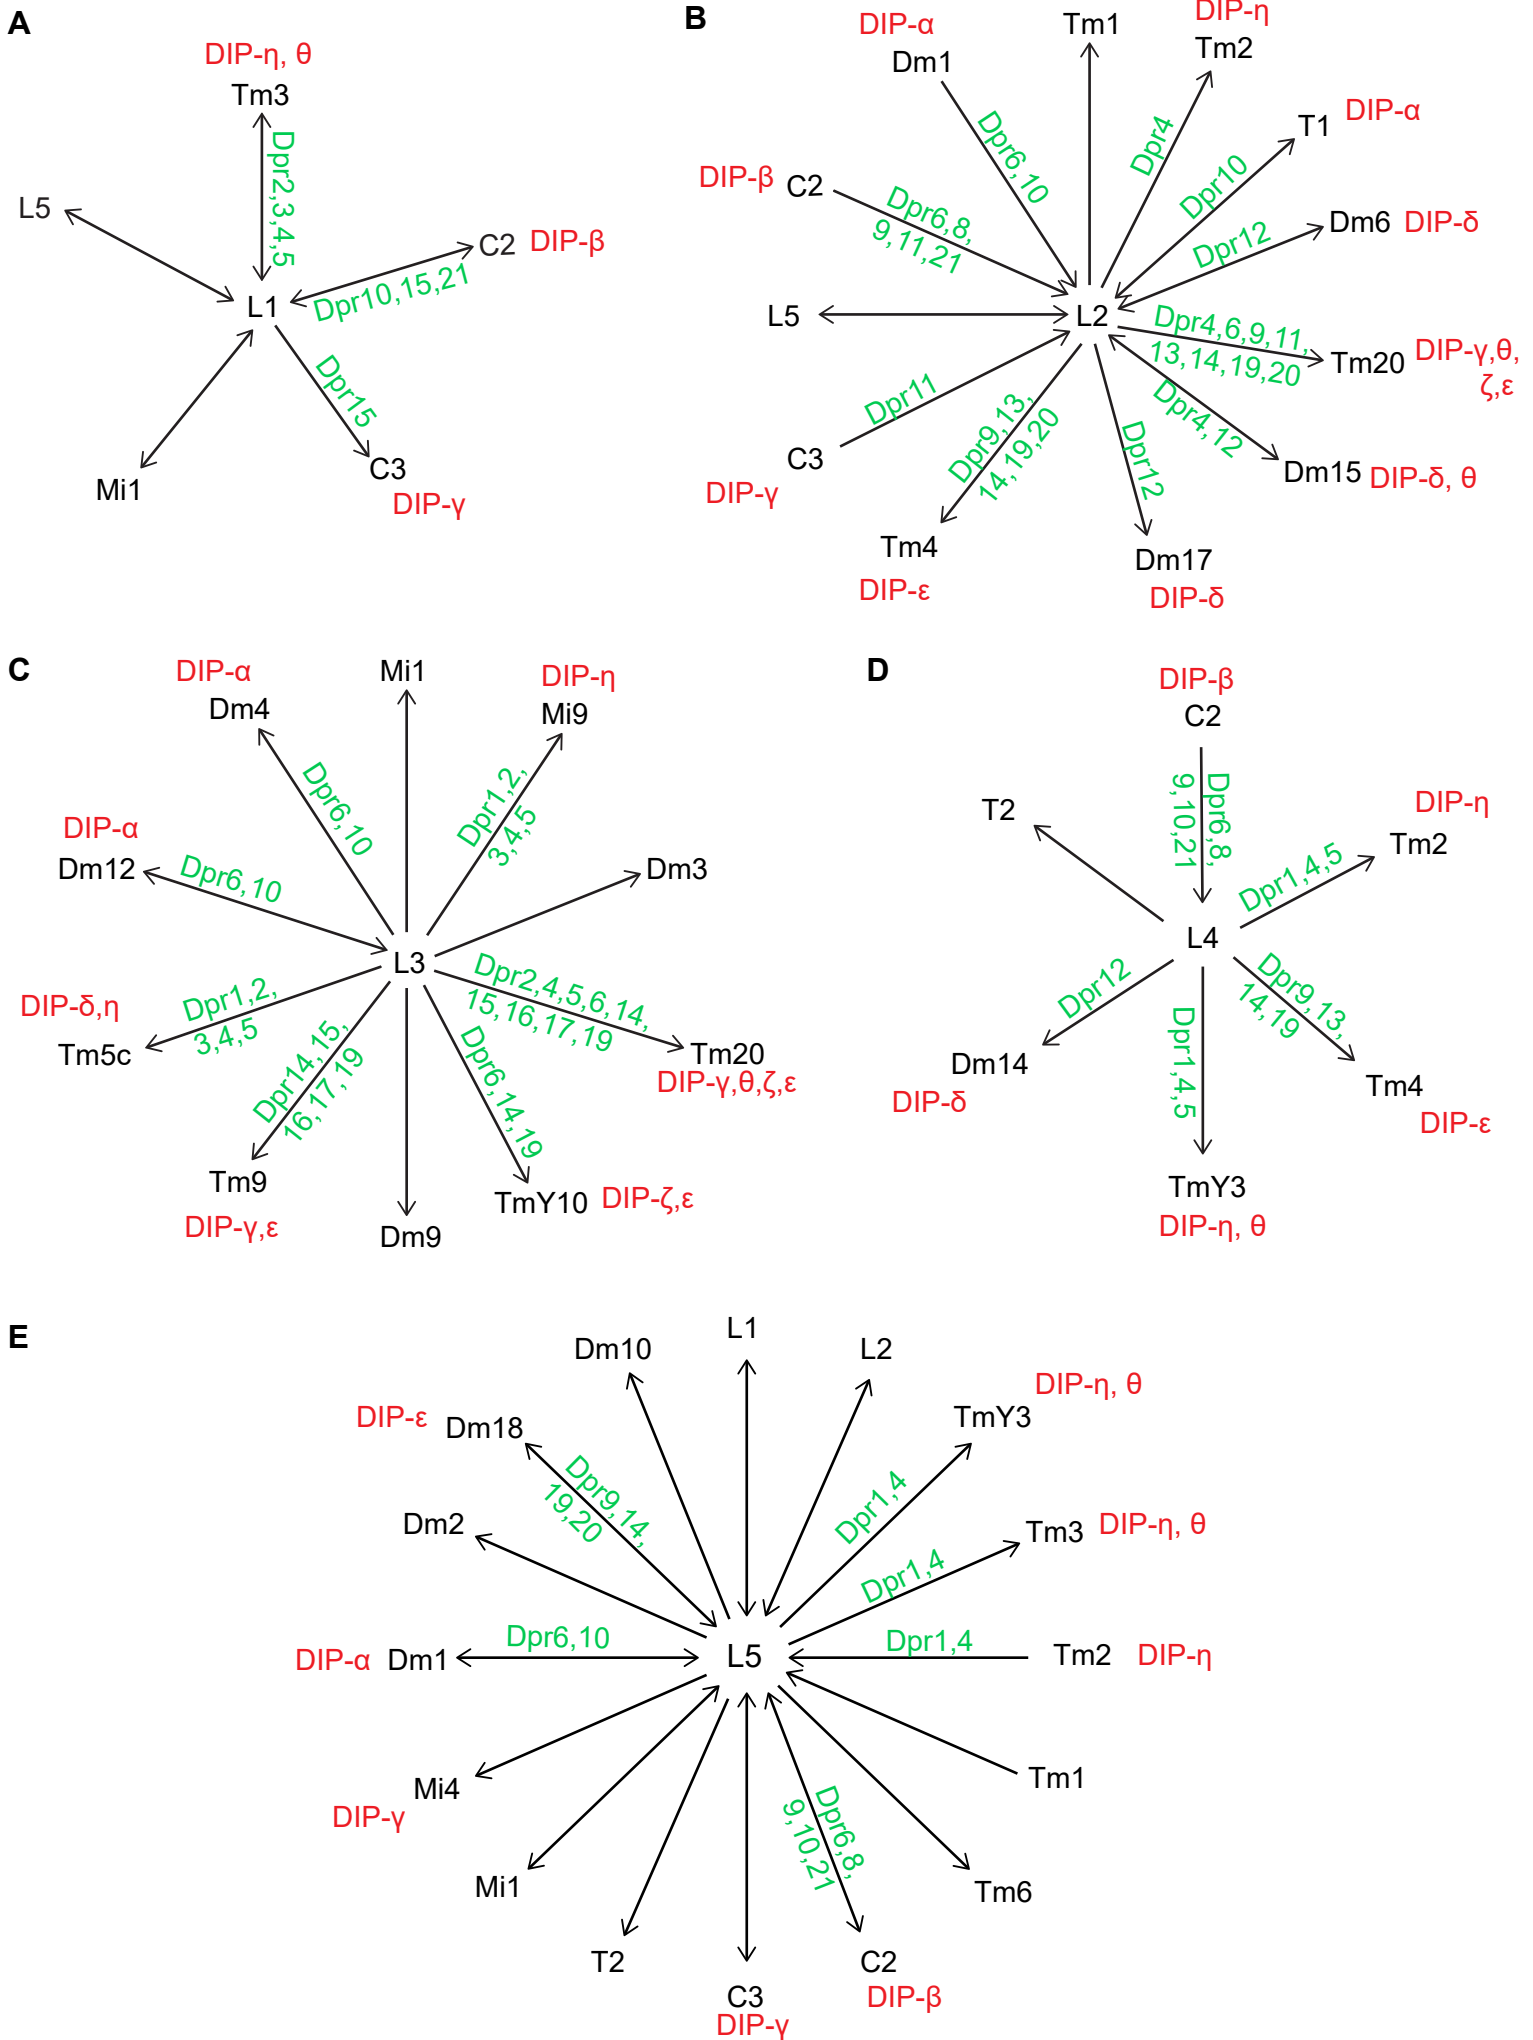 A
DIP-η, θ
Tm3
Dpr2,3,4,5
L5
C2 DIP-β
Dpr10,15,21
L1
Dpr15
Mi1
C3
DIP-γ
B
DIP-α
Dm1
Tm1
DIP-η
Tm2
Dpr6,10
Dpr4
T1 DIP-α
Dpr10
DIP-β C2
Dpr6,8,
9,11,21
Dm6 DIP-δ
Dpr12
L5
L2
Dpr4,6,9,11,
13,14,19,20
Tm20 DIP-γ,θ,
ζ,ε
Dpr11
C3
DIP-γ
Dpr4,12
Dm15 DIP-δ, θ
Dpr9,13,
14,19,20
Tm4
DIP-ε
Dpr12
Dm17
DIP-δ
C
DIP-α
Dm4
Mi1
DIP-η
Mi9
Dpr6,10
Dpr1,2,
3,4,5
DIP-α
Dm12
Dpr6,10
Dm3
L3
DIP-δ,η
Tm5c
Dpr1,2,
3,4,5
Dpr2,4,5,6,14,
15,16,17,19
Tm20
DIP-γ,θ,ζ,ε
Dpr14,15,
16,17,19
Tm9
DIP-γ,ε
Dpr6,14,19
TmY10 DIP-ζ,ε
Dm9
D
DIP-β
C2
Dpr6,8,
9,10,21
T2
DIP-η
Tm2
Dpr1,4,5
L4
Dpr12
Dm14
DIP-δ
Dpr9,13,
14,19
Tm4
DIP-ε
Dpr1,4,5
TmY3
DIP-η, θ
E
L1
Dm10
L2
DIP-η, θ
TmY3
DIP-ε Dm18
Dpr9,14,
19,20
Dpr1,4
Dm2
Tm3 DIP-η, θ
Dpr1,4
DIP-α Dm1
Dpr6,10
L5
Dpr1,4
Tm2 DIP-η
Mi4
DIP-γ
Tm1
Mi1
Dpr6,8,
9,10,21
Tm6
T2
C2
DIP-β
C3
DIP-γ